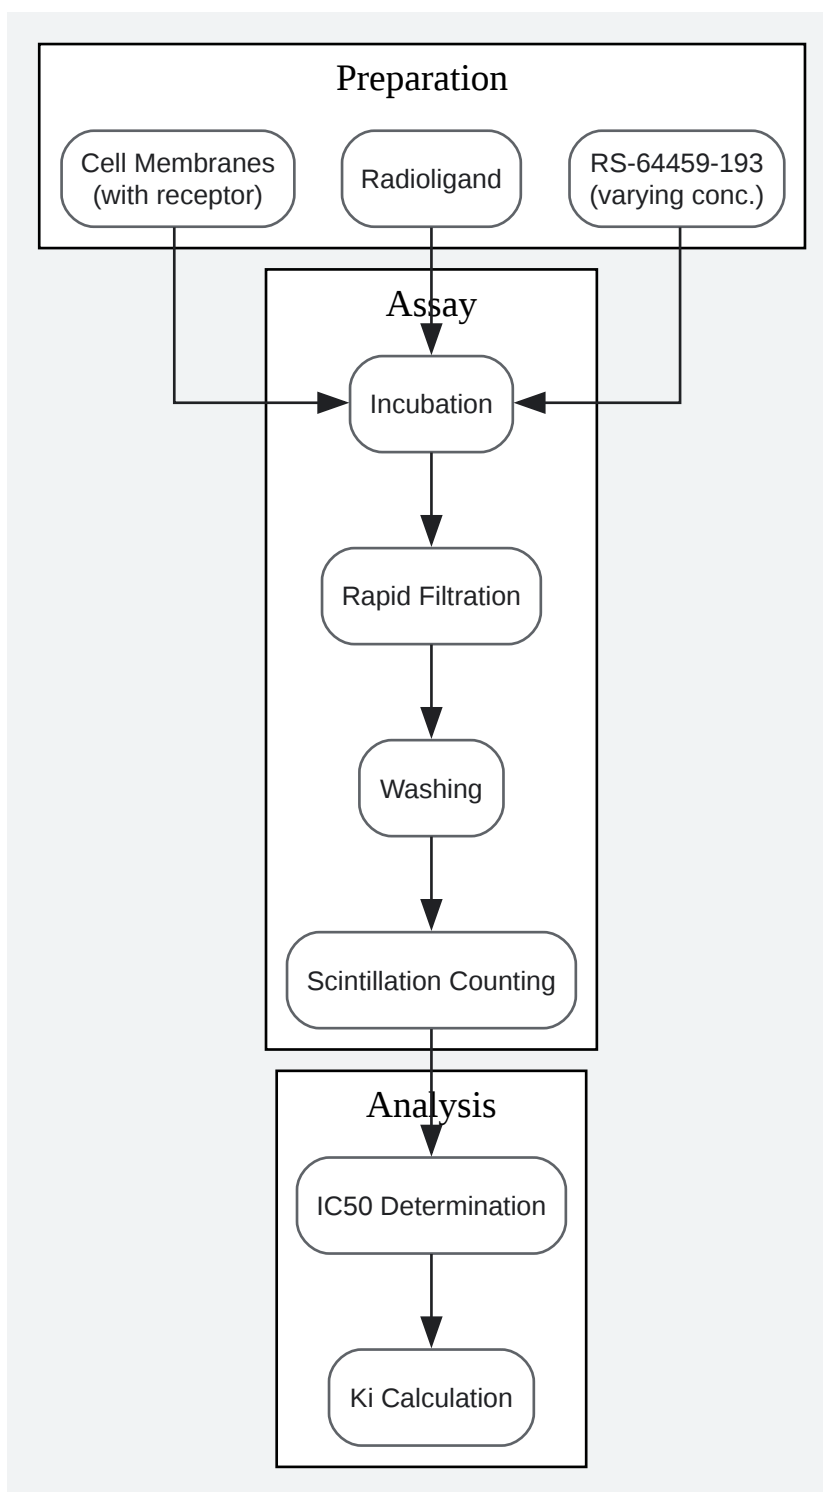 Preparation
Cell Membranes
(with receptor)
Radioligand
RS-64459-193
(varying conc.)
Assay
Incubation
Rapid Filtration
Washing
Scintillation Counting
Analysis
IC50 Determination
Ki Calculation